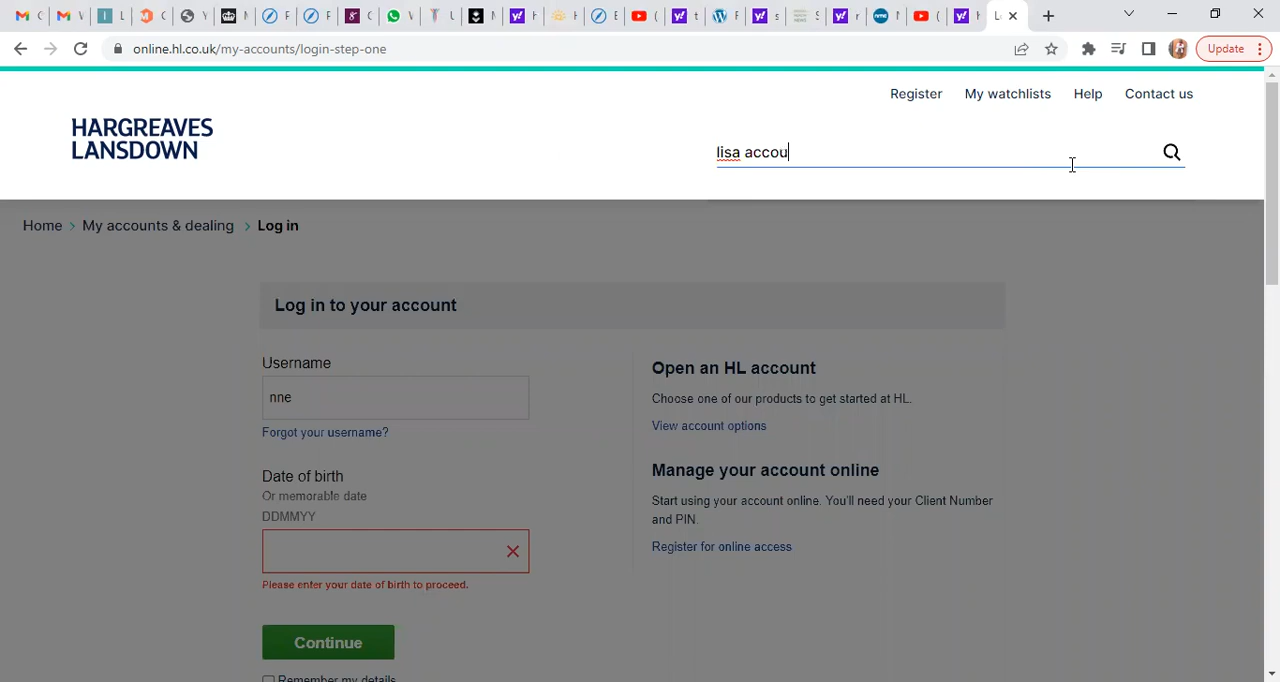 online.hl.co.uk/my-accounts/login-step-one
Update
Register My watchlists Help Contact us
HARGREAVES
LANSDOWN
lisa accou
Home > My accounts & dealing > Log in
Log in to your account
Username
nne
Forgot your username?
Date of birth
Or memorable date
DDMMYY
Please enter your date of birth to proceed.
Continue
Remember my details
Open an HL account
Choose one of our products to get started at HL.
View account options
Manage your account online
Start using your account online. You'll need your Client Number
and PIN.
Register for online access